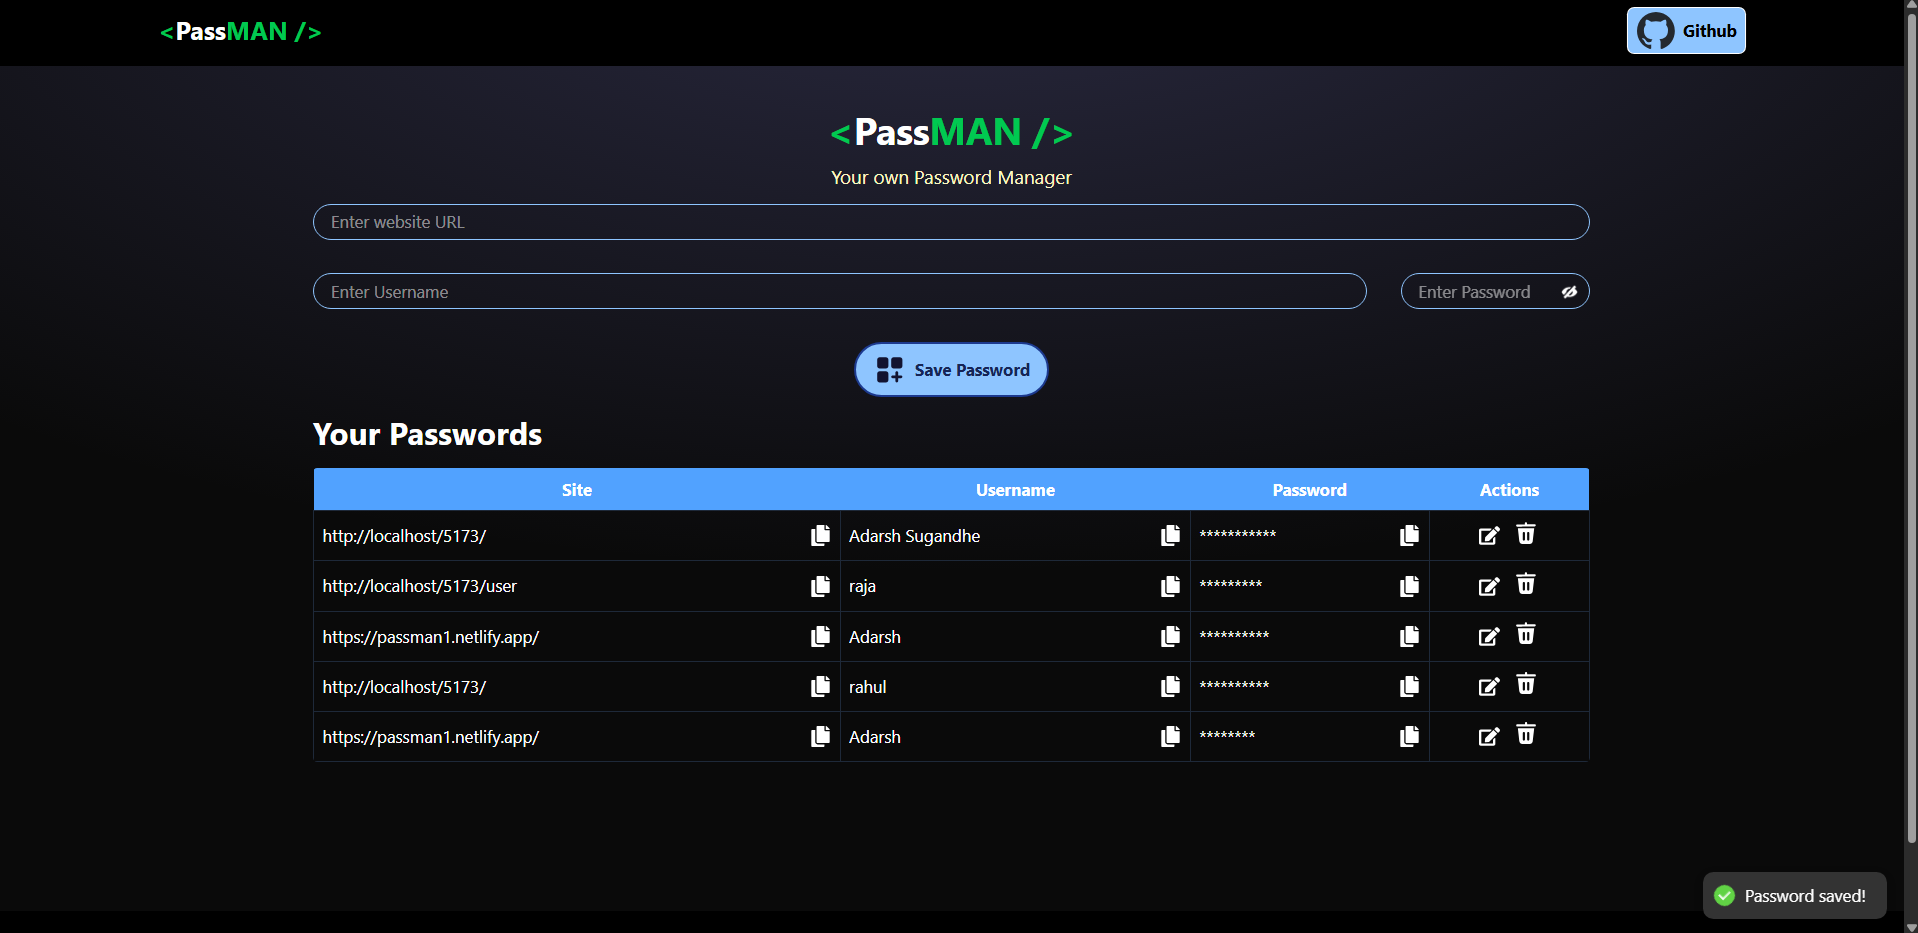 <PassMAN />
Github
<PassMAN />
Your own Password Manager
Enter website URL
Enter Username
Enter Password
Save Password
Your Passwords
Site Username Password Actions
http://localhost/5173/ Adarsh Sugandhe ***********
http://localhost/5173/user raja *********
https://passman1.netlify.app/ Adarsh **********
http://localhost/5173/ rahul **********
https://passman1.netlify.app/ Adarsh ********
Password saved!